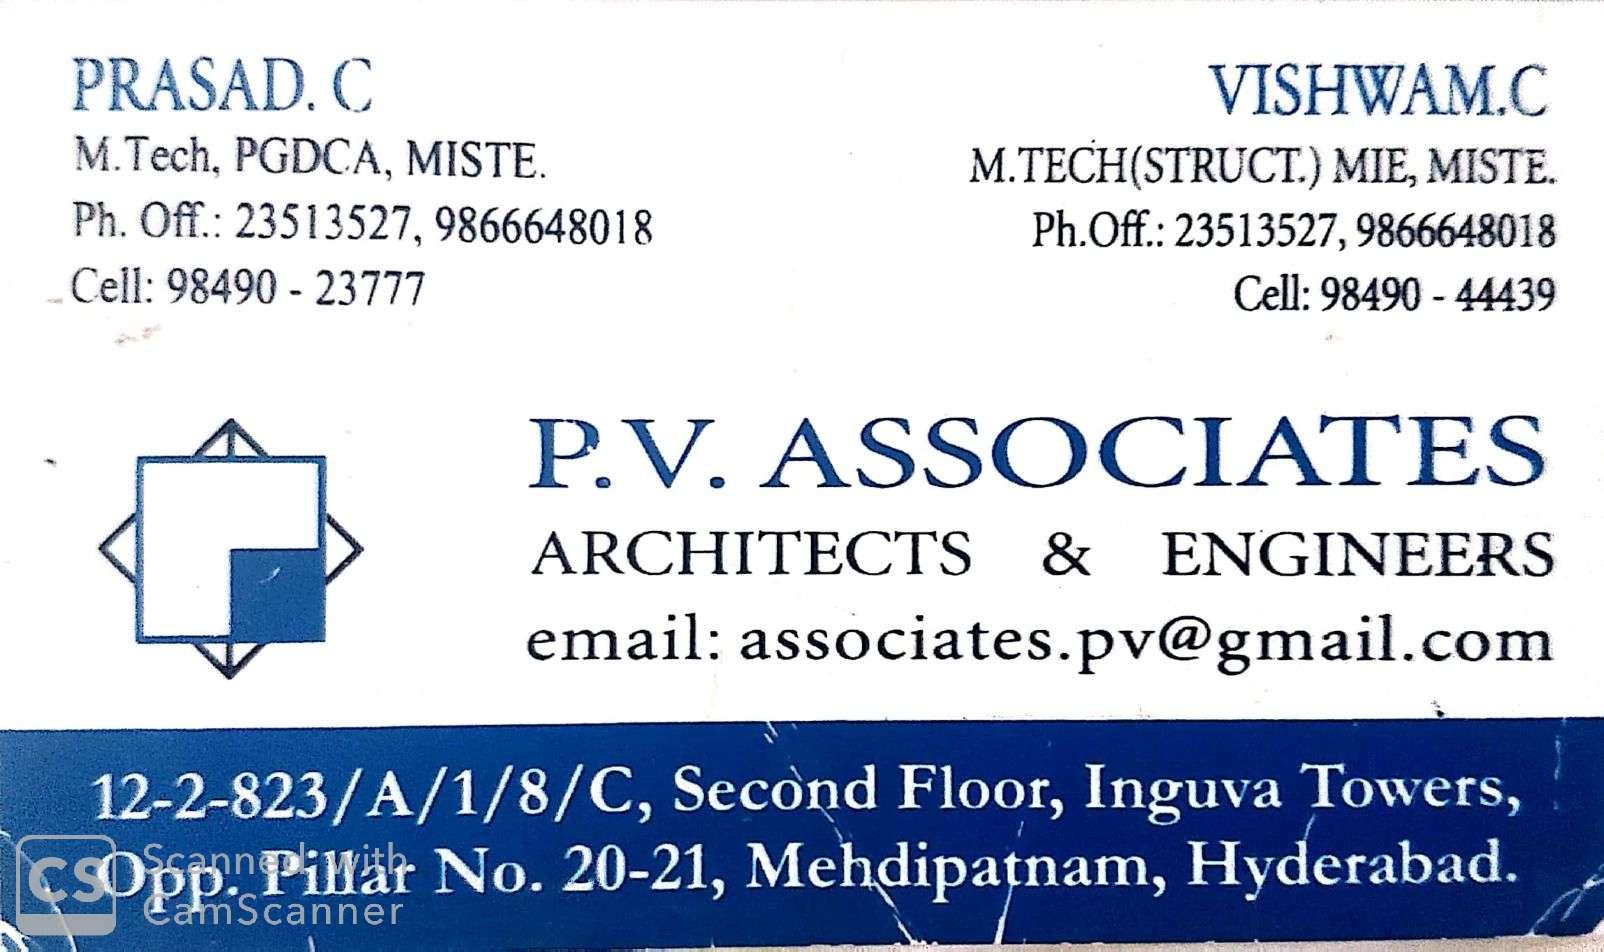 PRASAD. C
M.Tech, PGDCA, MISTE.
Ph. Off.: 23513527, 9866648018
Cell: 98490 - 23777
VISHWAM.C
M.TECH(STRUCT.) MIE, MISTE.
Ph.Off.: 23513527, 9866648018
Cell: 98490 - 44439
P.V. ASSOCIATES
ARCHITECTS & ENGINEERS
email: associates.pv@gmail.com
12-2-823/A/1/8/C, Second Floor, Inguva Towers,
Opp. Pillar No. 20-21, Mehdipatnam, Hyderabad.
CS
Scanned with
CamScanner